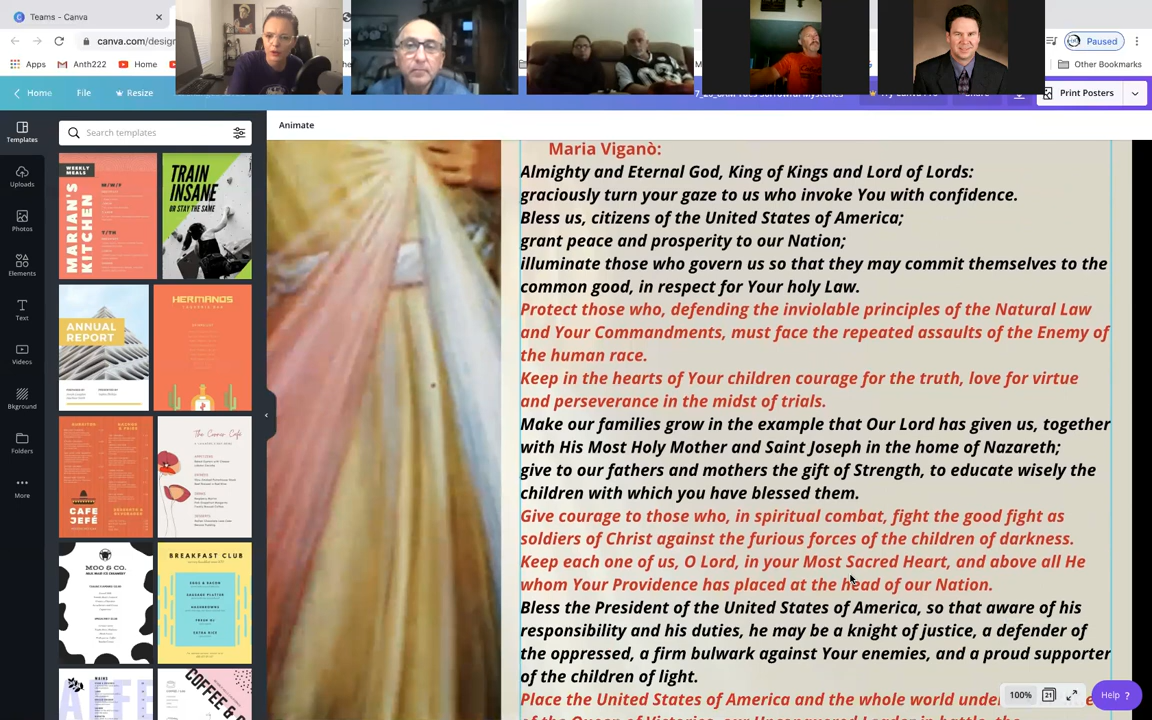 Teams - Canva
canva.com/desig
Paused
Apps
Anth222
Home
Other Bookmarks
Home
File
Resize
Print Posters
Templates
Search templates
Animate
Uploads
Photos
Elements
Text
Videos
Bkground
Folders
More
WEEKLY MEALS
MARIAN'S KITCHEN
M/W/F
T/TH
TRAIN INSANE
OR STAY THE SAME
ANNUAL REPORT
HERMANOS
CAFE JEFÉ
The Corner Café
MOO & CO.
BREAKFAST CLUB
COFFEE &
Maria Viganò:
Almighty and Eternal God, King of Kings and Lord of Lords:
graciously turn your gaze to us who invoke You with confidence.
Bless us, citizens of the United States of America;
grant peace and prosperity to our Nation;
illuminate those who govern us so that they may commit themselves to the
common good, in respect for Your holy Law.
Protect those who, defending the inviolable principles of the Natural Law
and Your Commandments, must face the repeated assaults of the Enemy of
the human race.
Keep in the hearts of Your children courage for the truth, love for virtue
and perseverance in the midst of trials.
Make our families grow in the example that Our Lord has given us, together
with His Most Holy Mother and Saint Joseph in the home of Nazareth;
give to our fathers and mothers the gift of Strength, to educate wisely the
children with which you have blessed them.
Give courage to those who, in spiritual combat, fight the good fight as
soldiers of Christ against the furious forces of the children of darkness.
Keep each one of us, O Lord, in your Most Sacred Heart, and above all He
whom Your Providence has placed at the head of our Nation.
Bless the President of the United States of America, so that aware of his
responsibility and his duties, he may be a knight of justice, a defender of
the oppressed, a firm bulwark against Your enemies, and a proud supporter
of the children of light.
Place the United States of America and the whole world under
100%
21
Help ?